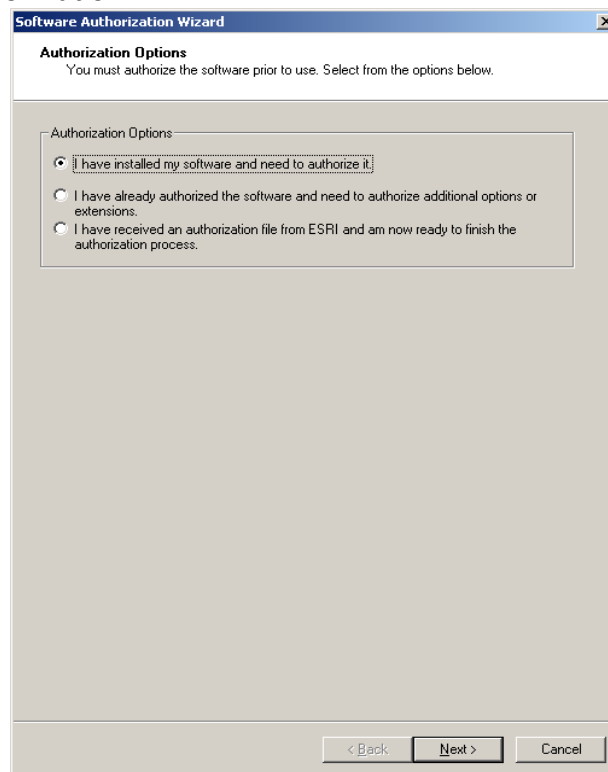 Software Authorization Wizard
Authorization Options
You must authorize the software prior to use. Select from the options below.
Authorization Options
I have installed my software and need to authorize it.
I have already authorized the software and need to authorize additional options or
extensions.
I have received an authorization file from ESRI and am now ready to finish the
authorization process.
< Back
Next >
Cancel